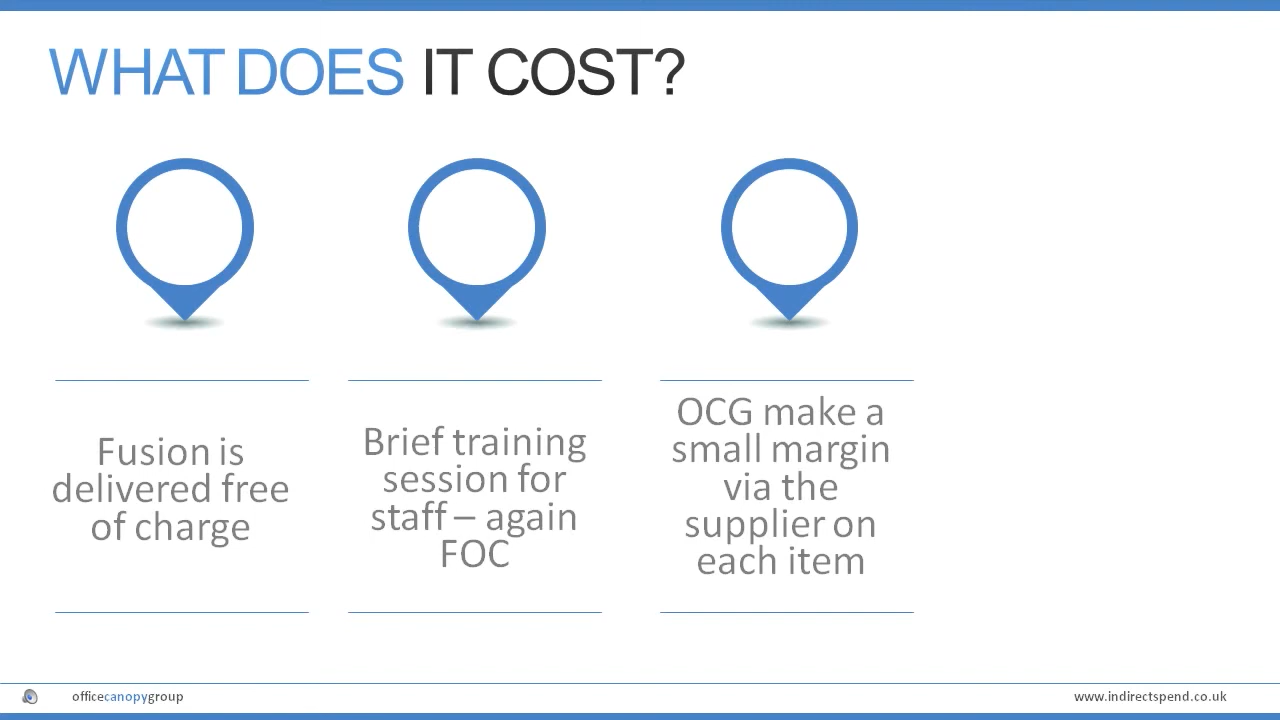 WHAT DOES IT COST?
Fusion is
delivered free
of charge
Brief training
session for
staff – again
FOC
OCG make a
small margin
via the
supplier on
each item
officecanopygroup
www.indirectspend.co.uk